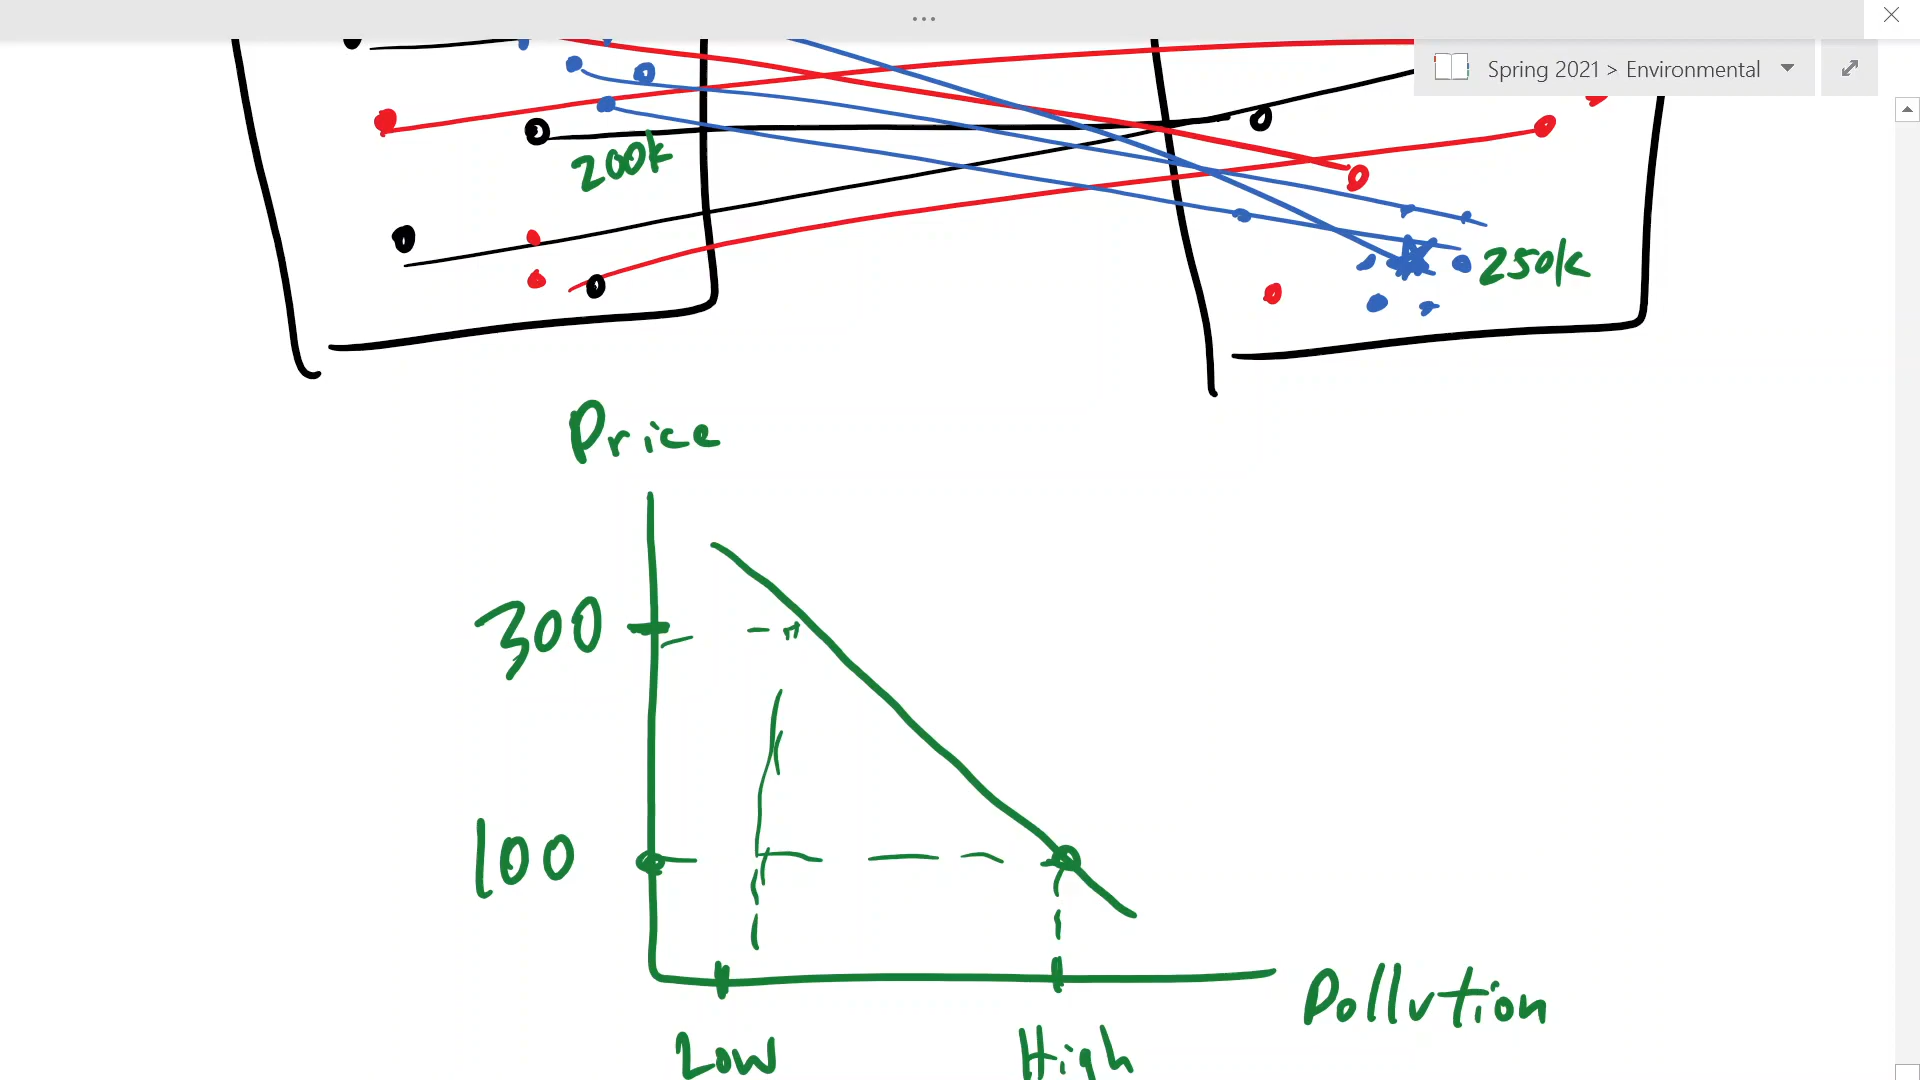 ...
Spring 2021 > Environmental
200k
250k
Price
300
100
Pollution
Low
High